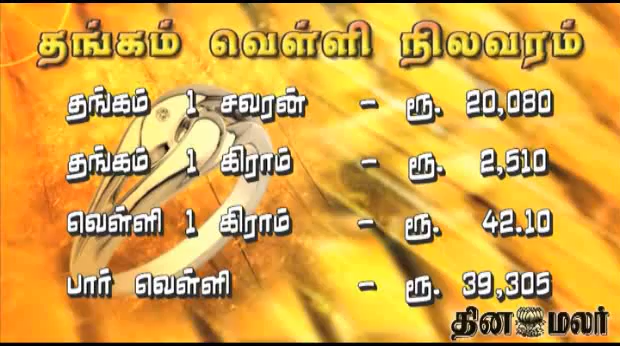 தங்கம் வெள்ளி நிலவரம்
தங்கம் 1 சவரன் - ரூ. 20,080
தங்கம் 1 கிராம் - ரூ. 2,510
வெள்ளி 1 கிராம் - ரூ. 42.10
பார் வெள்ளி - ரூ. 39,305
தினமலர்